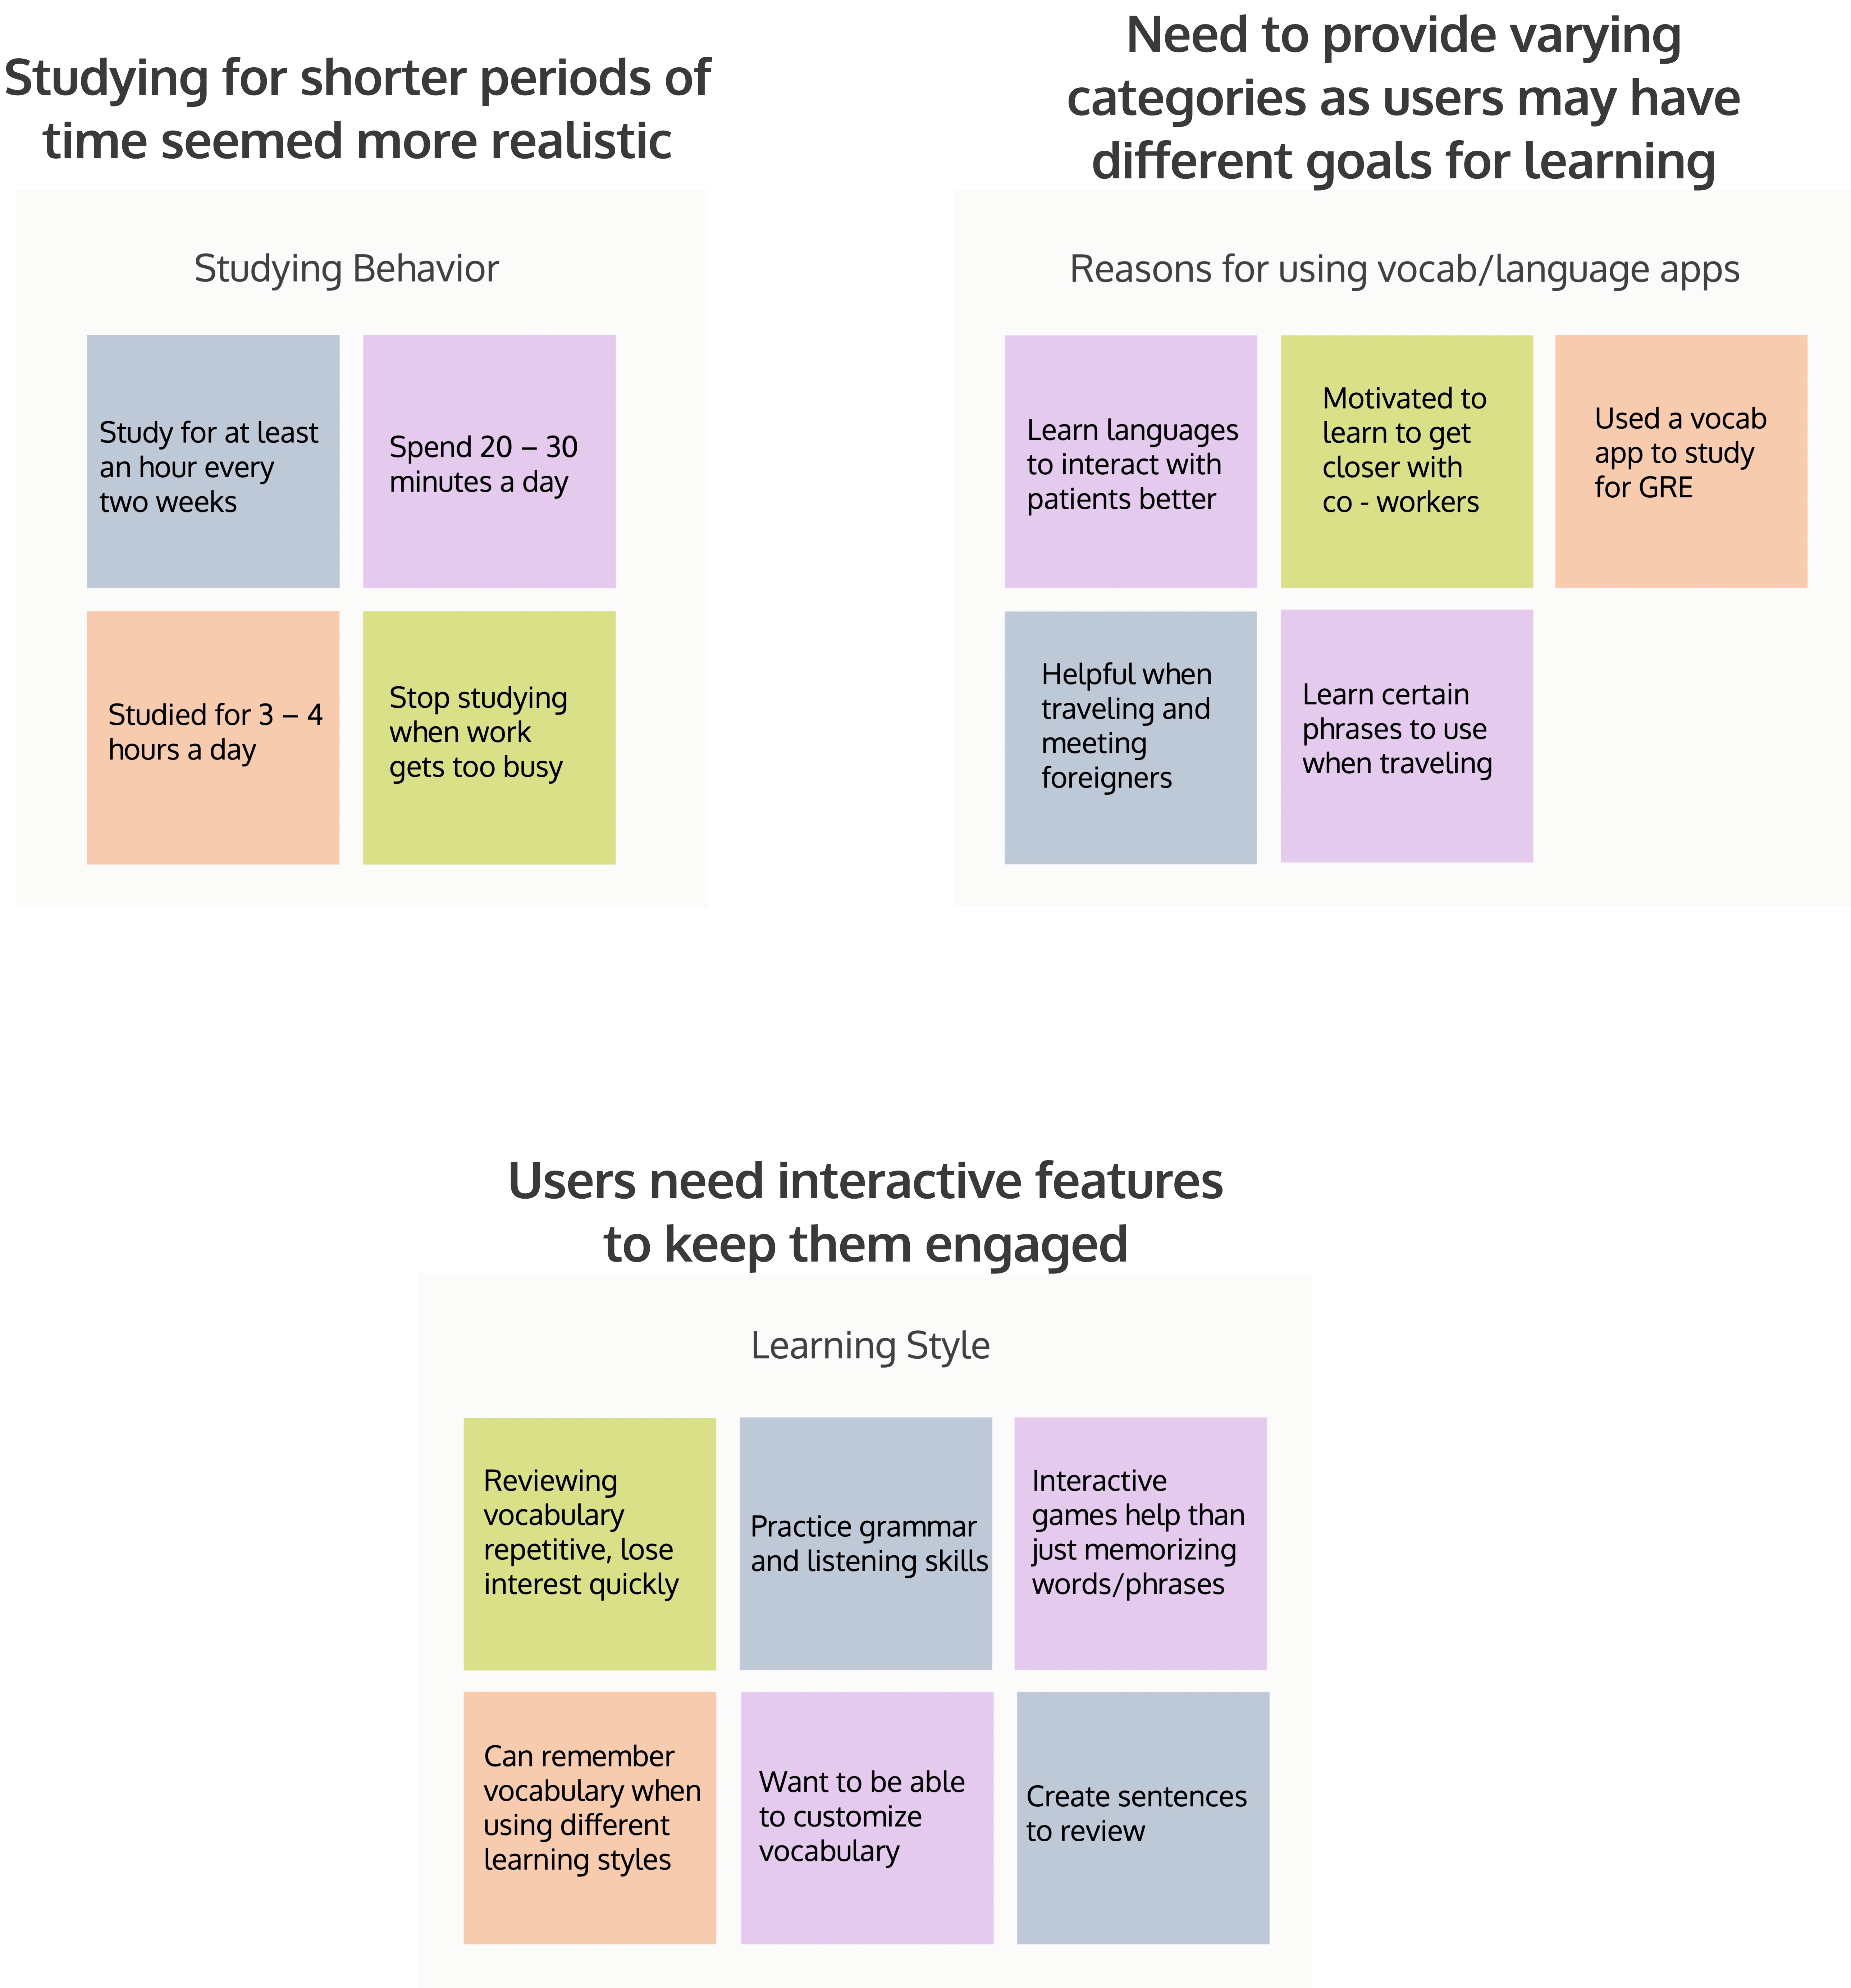 Studying for shorter periods of
time seemed more realistic
Studying Behavior
Study for at least
an hour every
two weeks
Spend 20 – 30
minutes a day
Studied for 3 – 4
hours a day
Stop studying
when work
gets too busy
Need to provide varying
categories as users may have
different goals for learning
Reasons for using vocab/language apps
Learn languages
to interact with
patients better
Motivated to
learn to get
closer with
co - workers
Used a vocab
app to study
for GRE
Helpful when
traveling and
meeting
foreigners
Learn certain
phrases to use
when traveling
Users need interactive features
to keep them engaged
Learning Style
Reviewing
vocabulary
repetitive, lose
interest quickly
Practice grammar
and listening skills
Interactive
games help than
just memorizing
words/phrases
Can remember
vocabulary when
using different
learning styles
Want to be able
to customize
vocabulary
Create sentences
to review